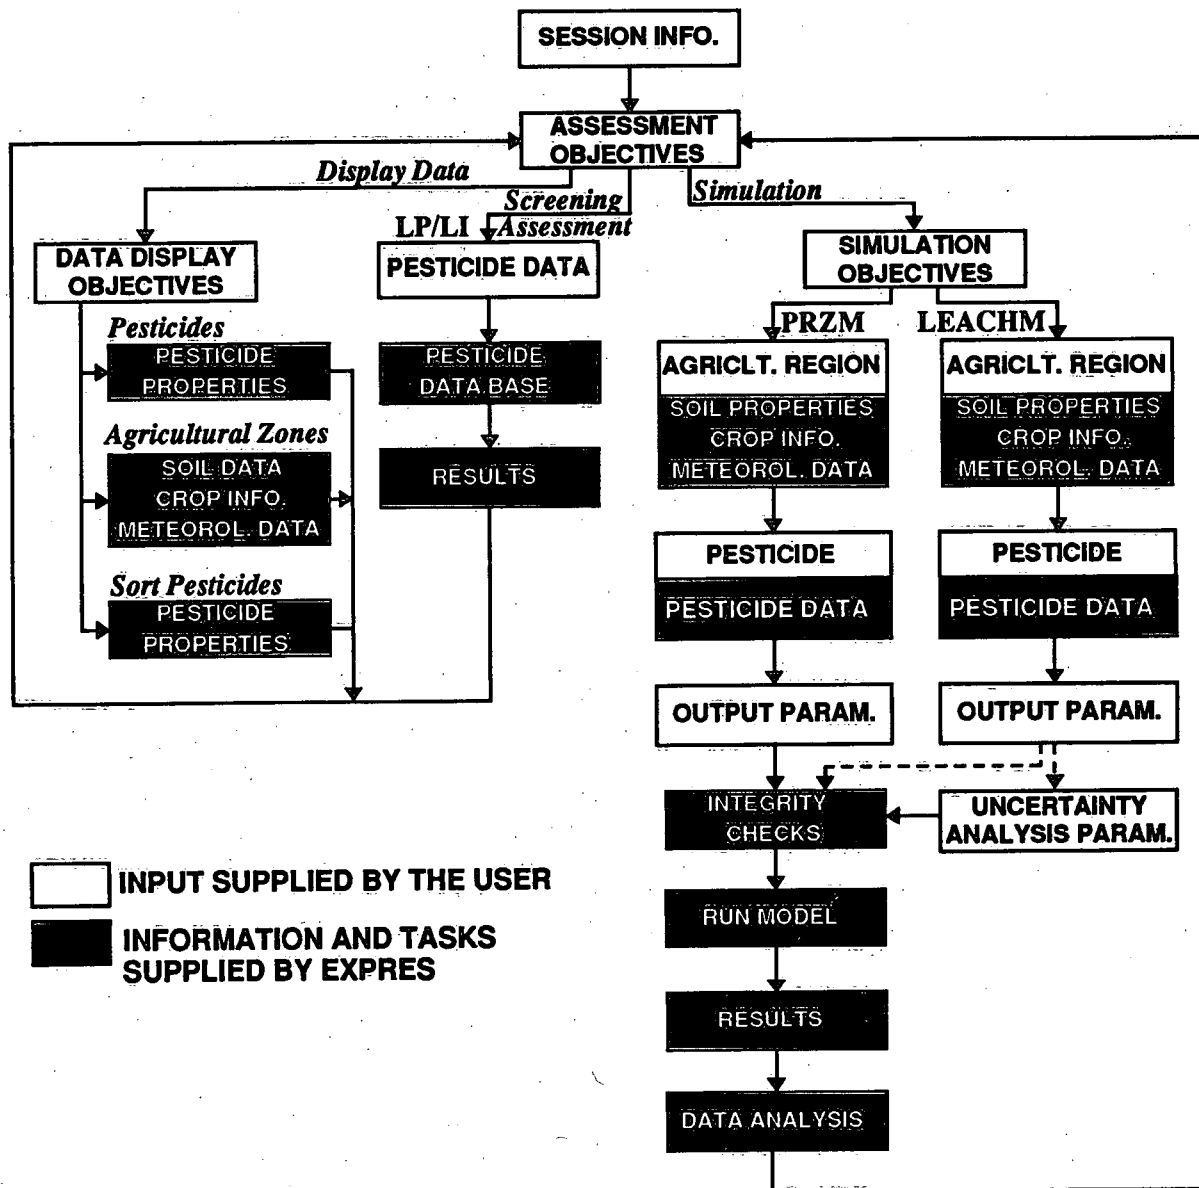 SESSION INFO.
ASSESSMENT
OBJECTIVES
Display Data
Screening
Assessment
Simulation
LP/LI
DATA DISPLAY
OBJECTIVES
PESTICIDE DATA
SIMULATION
OBJECTIVES
Pesticides
PESTICIDE
PROPERTIES
PESTICIDE
DATA BASE
Agricultural Zones
SOIL DATA
CROP INFO.
METEOROL. DATA
RESULTS
Sort Pesticides
PESTICIDE
PROPERTIES
PRZM
LEACHM
AGRICLT. REGION
SOIL PROPERTIES
CROP INFO.
METEOROL. DATA
AGRICLT. REGION
SOIL PROPERTIES
CROP INFO.
METEOROL. DATA
PESTICIDE
PESTICIDE DATA
PESTICIDE
PESTICIDE DATA
OUTPUT PARAM.
OUTPUT PARAM.
INTEGRITY
CHECKS
UNCERTAINTY
ANALYSIS PARAM.
RUN MODEL
RESULTS
DATA ANALYSIS
INPUT SUPPLIED BY THE USER
INFORMATION AND TASKS
SUPPLIED BY EXPRES